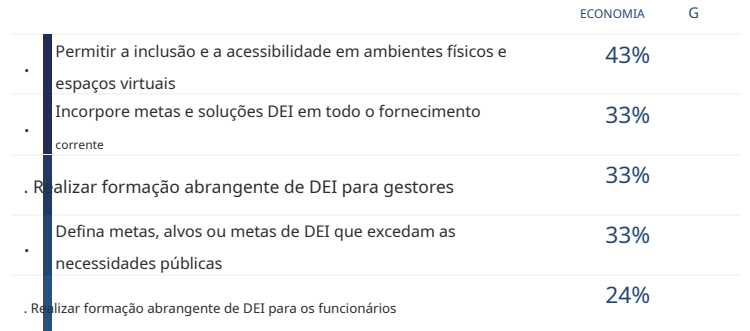 ECONOMIA G
. Permitir a inclusão e a acessibilidade em ambientes físicos e 43%
espaços virtuais
. Incorpore metas e soluções DEI em todo o fornecimento 33%
corrente
. Realizar formação abrangente de DEI para gestores 33%
. Defina metas, alvos ou metas de DEI que excedam as 33%
necessidades públicas
. Realizar formação abrangente de DEI para os funcionários 24%